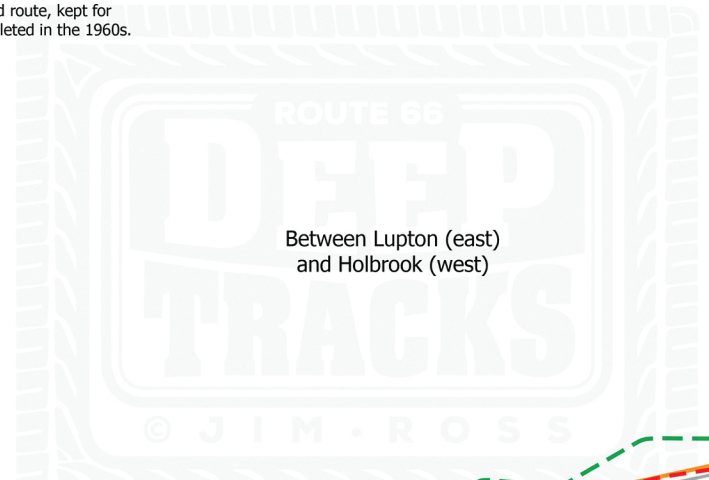 d route, kept for
leted in the 1960s.
ROUTE 66
DEEP
Between Lupton (east)
and Holbrook (west)
TRACKS
© JIM·ROSS